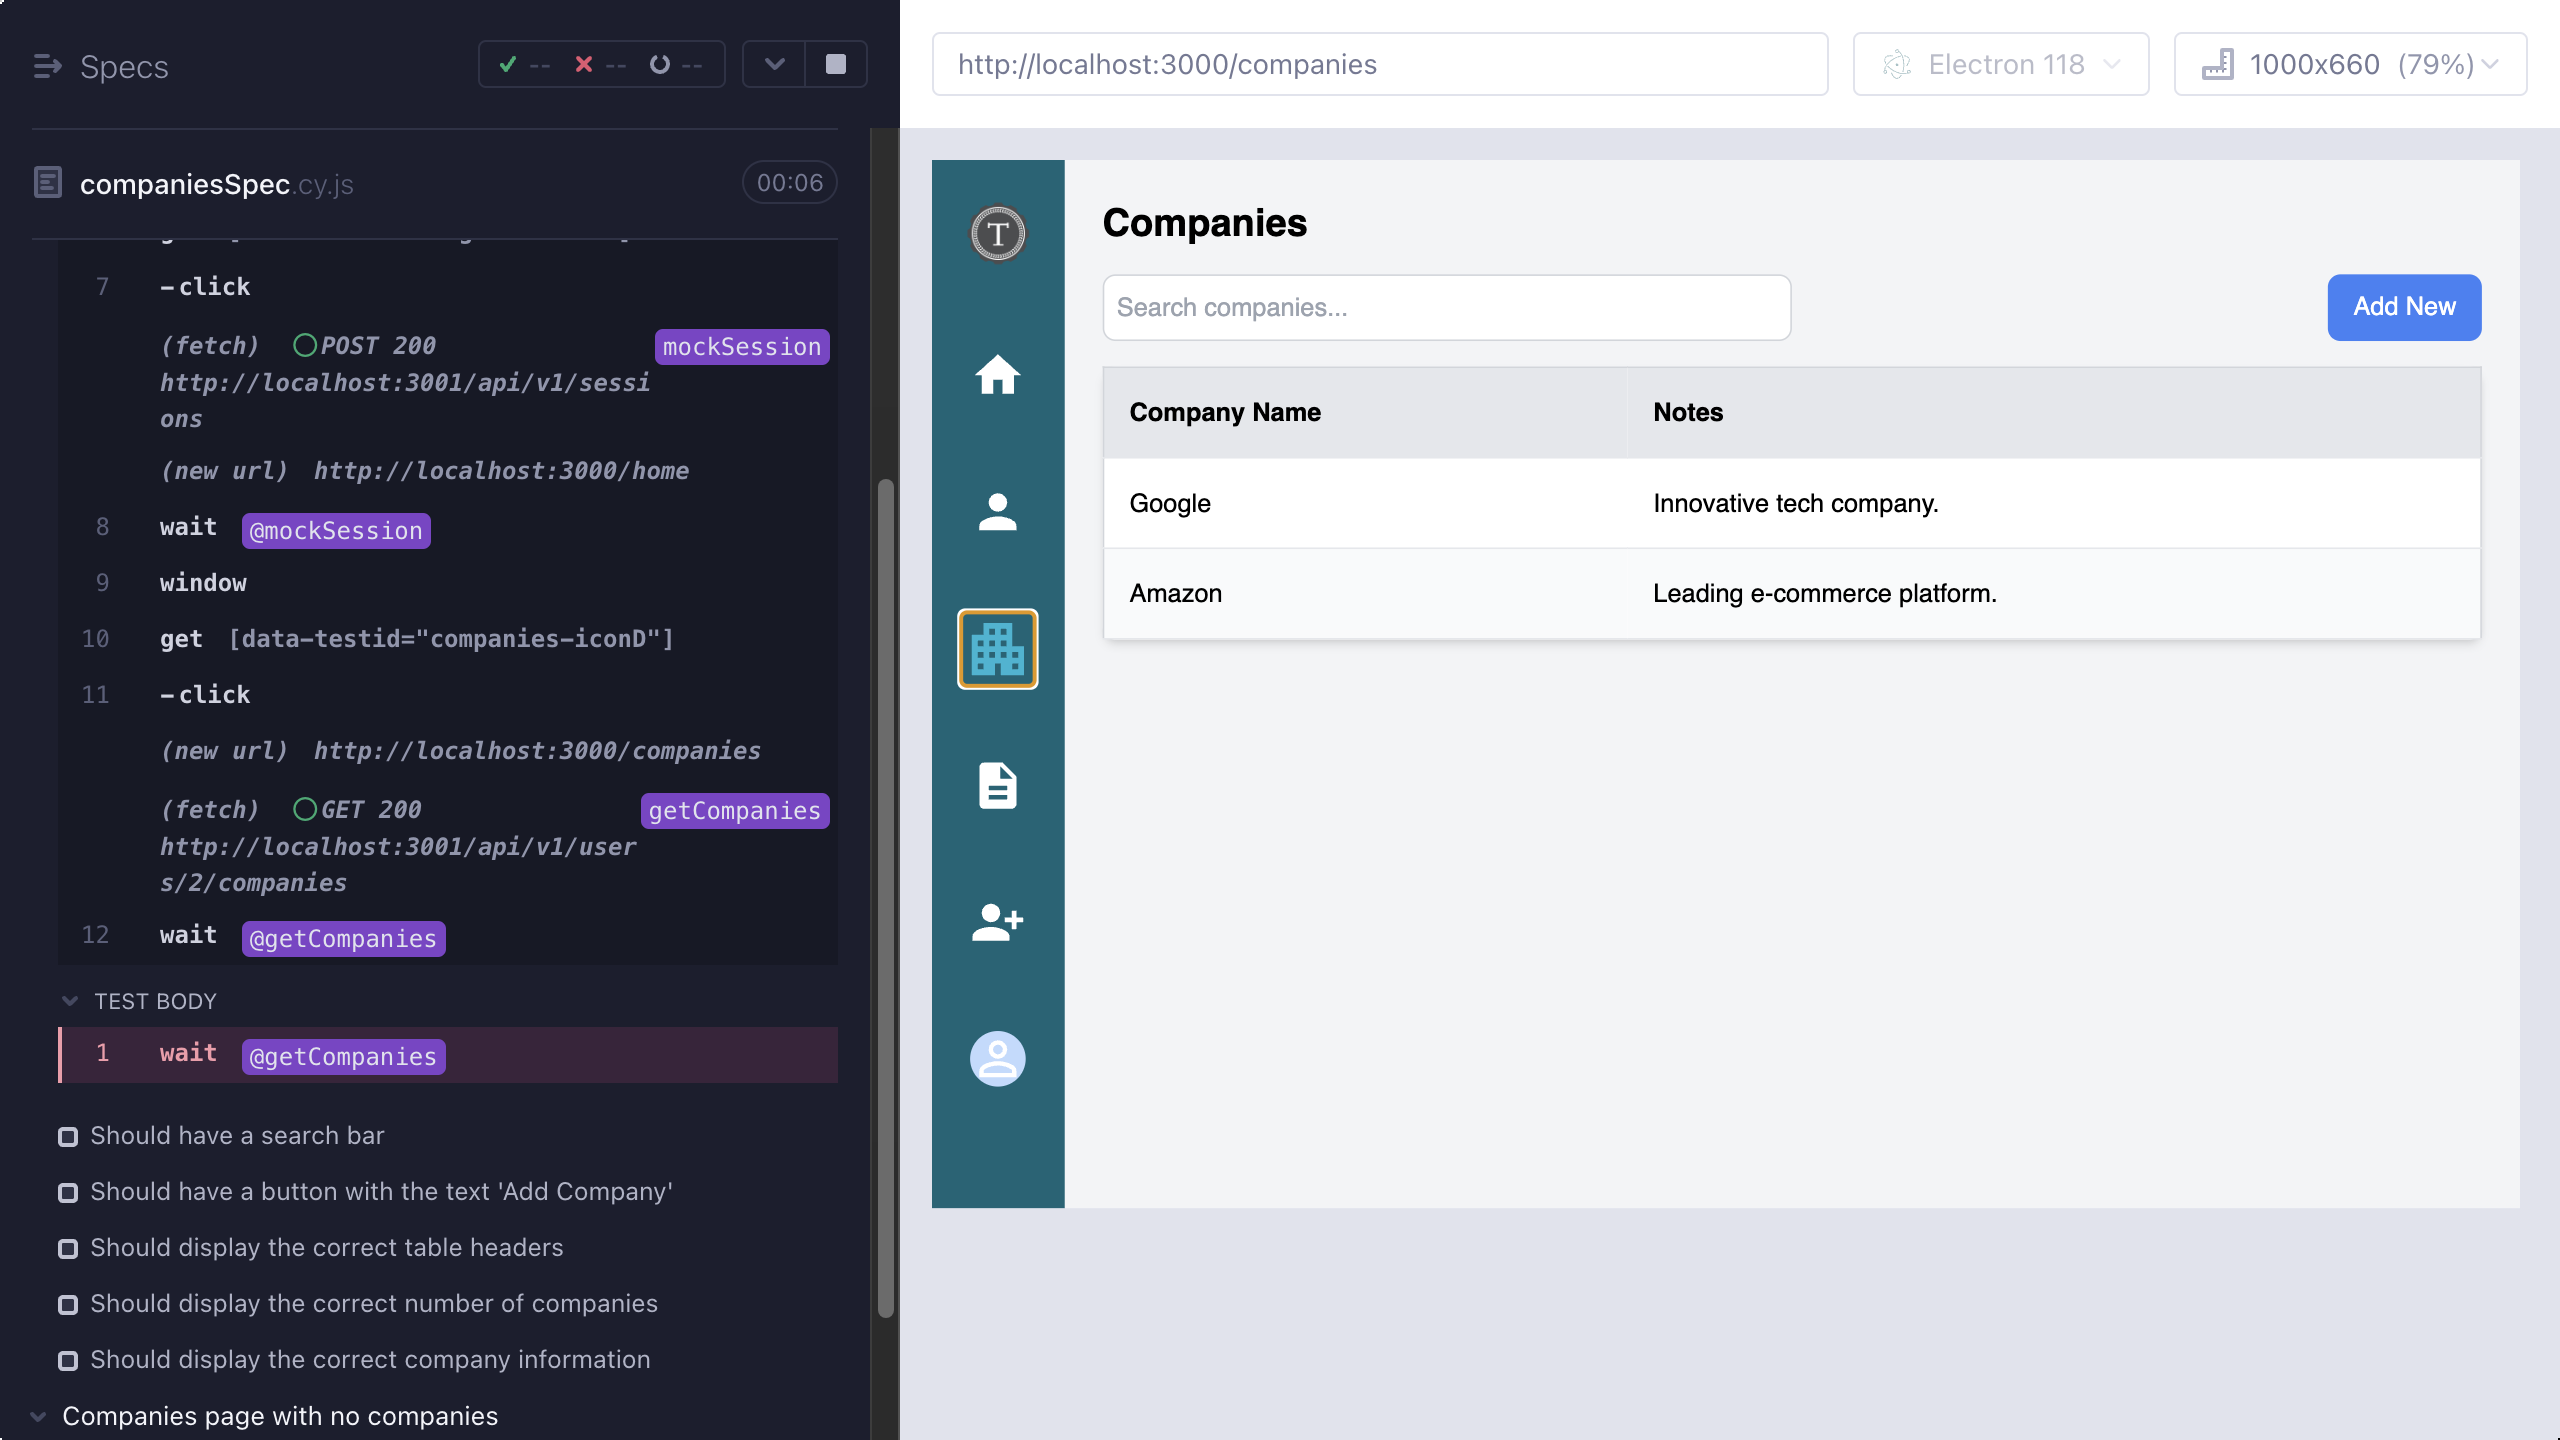 Specs
-- -- --
companiesSpec.cy.js
00:06
7 -click
(fetch) POST 200 mockSession
http://localhost:3001/api/v1/sessi
ons
(new url) http://localhost:3000/home
8 wait @mockSession
9 window
10 get [data-testid="companies-iconD"]
11 -click
(new url) http://localhost:3000/companies
(fetch) GET 200 getCompanies
http://localhost:3001/api/v1/user
s/2/companies
12 wait @getCompanies
TEST BODY
1 wait @getCompanies
Should have a search bar
Should have a button with the text 'Add Company'
Should display the correct table headers
Should display the correct number of companies
Should display the correct company information
Companies page with no companies
http://localhost:3000/companies
Electron 118
1000x660 (79%)
T
Companies
Search companies...
Add New
Company Name Notes
Google Innovative tech company.
Amazon Leading e-commerce platform.